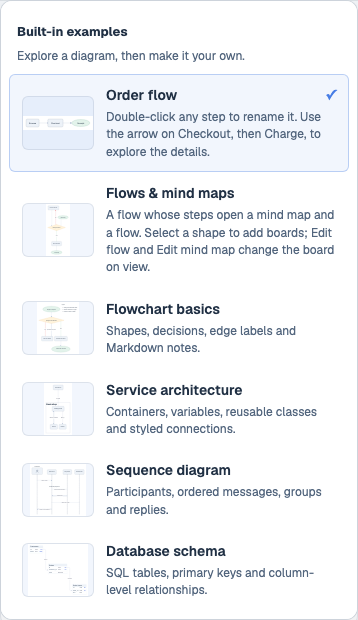 Built-in examples
Explore a diagram, then make it your own.
Order flow
Double-click any step to rename it. Use
the arrow on Checkout, then Charge, to
explore the details.
Flows & mind maps
A flow whose steps open a mind map and
a flow. Select a shape to add boards; Edit
flow and Edit mind map change the board
on view.
Flowchart basics
Shapes, decisions, edge labels and
Markdown notes.
Service architecture
Containers, variables, reusable classes
and styled connections.
Sequence diagram
Participants, ordered messages, groups
and replies.
Database schema
SQL tables, primary keys and column-
level relationships.